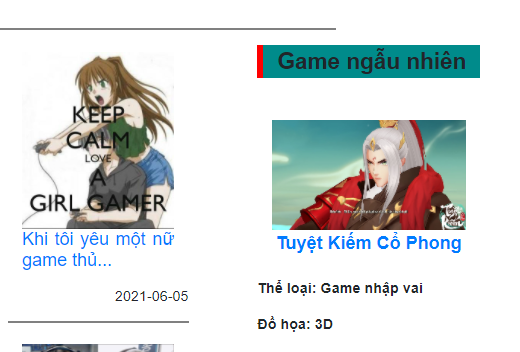 KEEP
CALM
LOVE
A
GIRL GAMER
Khi tôi yêu một nữ
game thủ...
2021-06-05
Game ngẫu nhiên
Tuyệt Kiếm Cổ Phong
Thể loại: Game nhập vai
Đồ họa: 3D